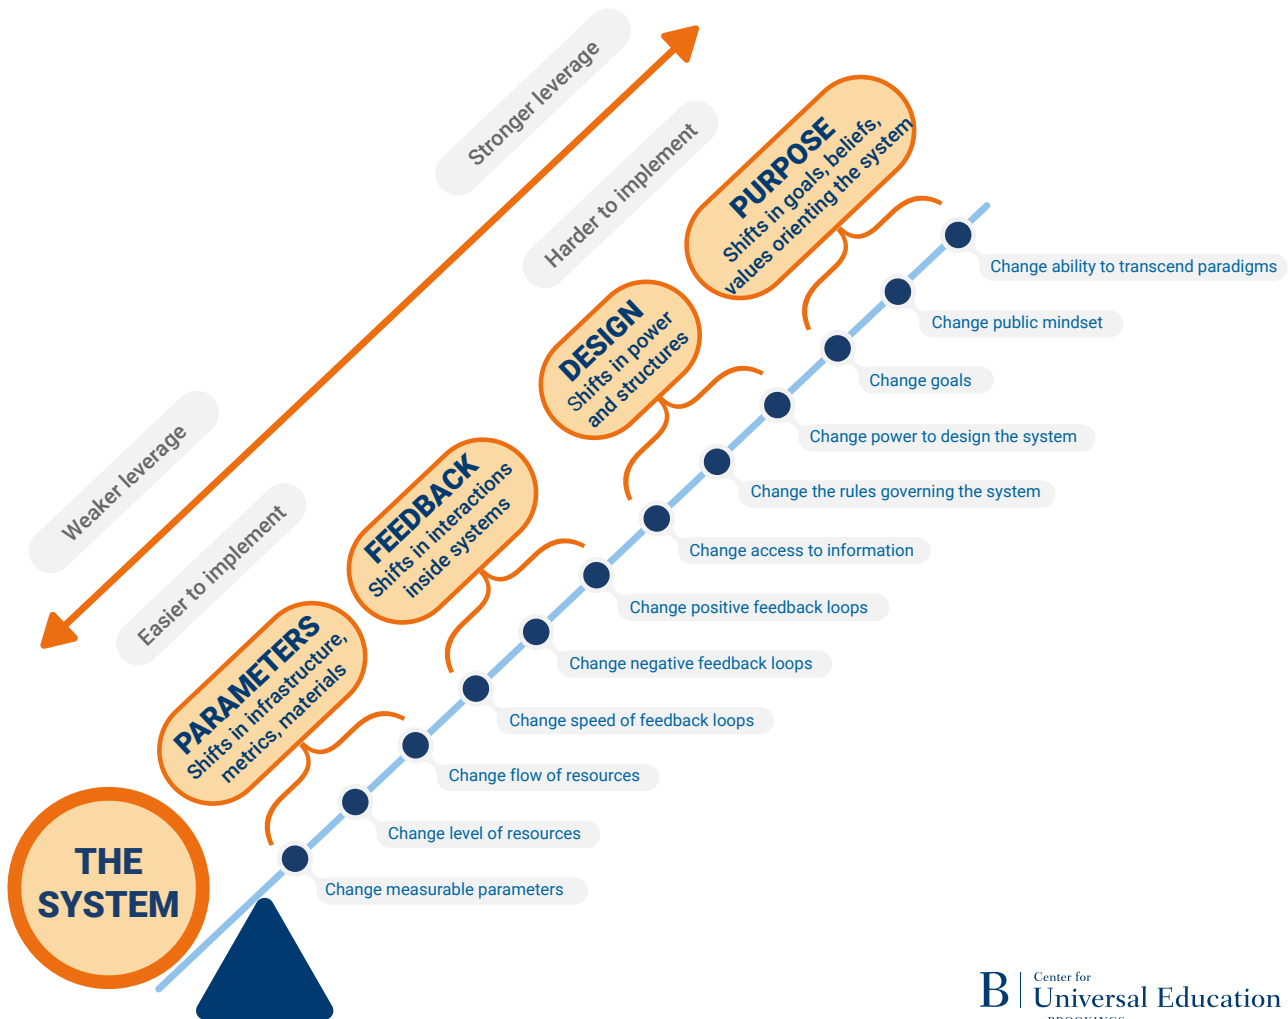 Stronger leverage
Harder to implement
Weaker leverage
Easier to implement
PURPOSE
Shifts in goals, beliefs,
values orienting the system
DESIGN
Shifts in power
and structures
FEEDBACK
Shifts in interactions
inside systems
PARAMETERS
Shifts in infrastructure,
metrics, materials
Change ability to transcend paradigms
Change public mindset
Change goals
Change power to design the system
Change the rules governing the system
Change access to information
Change positive feedback loops
Change negative feedback loops
Change speed of feedback loops
Change flow of resources
Change level of resources
Change measurable parameters
THE
SYSTEM
B
Center for
Universal Education
BROOKINGS